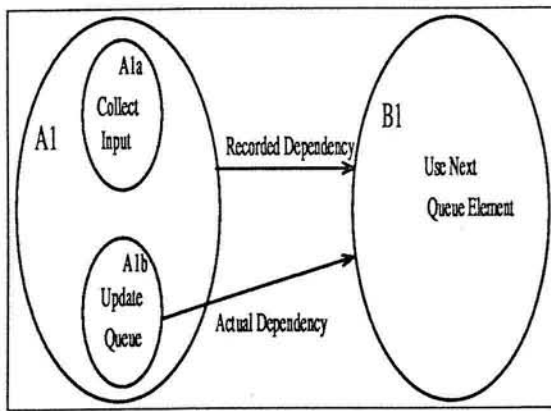 A1
A1a
Collect
Input
A1b
Update
Queue
Recorded Dependency
Actual Dependency
B1
Use Next
Queue Element